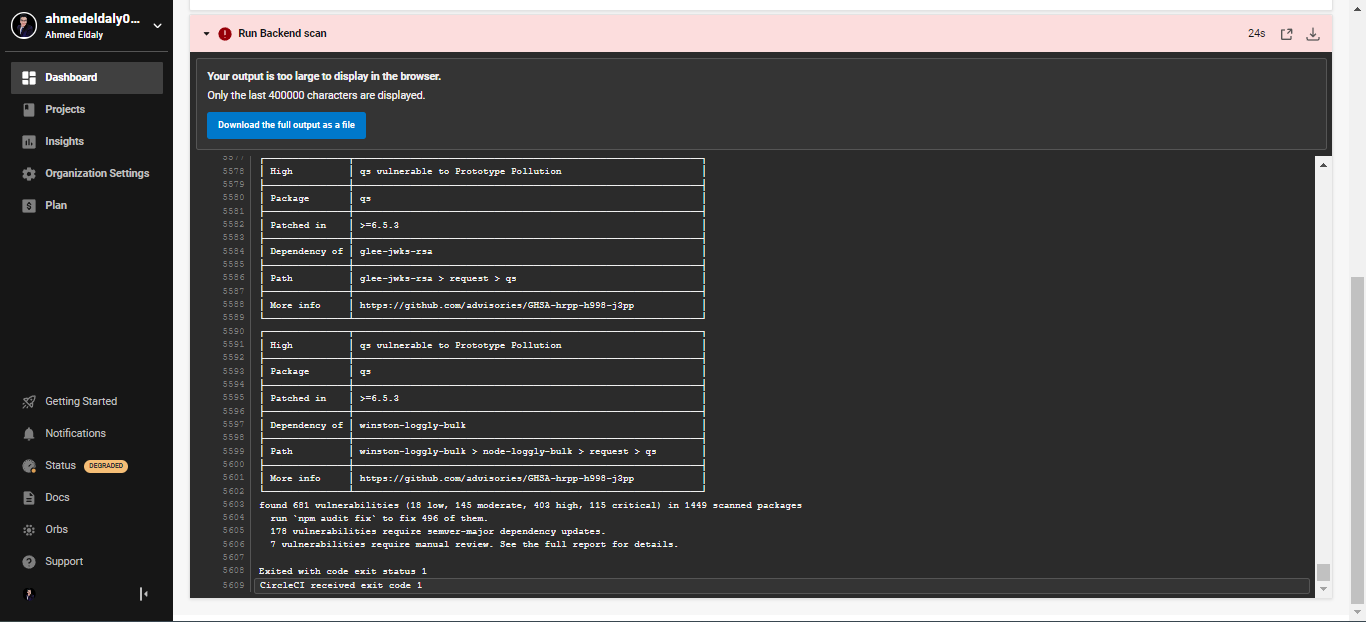 ahmedeldaly0...
Ahmed Eldaly
Dashboard
Projects
Insights
Organization Settings
Plan
Getting Started
Notifications
Status DEGRADED
Docs
Orbs
Support
Run Backend scan 24s
Your output is too large to display in the browser.
Only the last 400000 characters are displayed.
Download the full output as a file
5577
5578 High qs vulnerable to Prototype Pollution
5579
5580 Package qs
5581
5582 Patched in >=6.5.3
5583
5584 Dependency of glee-jwks-rsa
5585
5586 Path glee-jwks-rsa > request > qs
5587
5588 More info https://github.com/advisories/GHSA-hrpp-h998-j3pp
5589
5590
5591 High qs vulnerable to Prototype Pollution
5592
5593 Package qs
5594
5595 Patched in >=6.5.3
5596
5597 Dependency of winston-loggly-bulk
5598
5599 Path winston-loggly-bulk > node-loggly-bulk > request > qs
5600
5601 More info https://github.com/advisories/GHSA-hrpp-h998-j3pp
5602
5603 found 681 vulnerabilities (18 low, 145 moderate, 403 high, 115 critical) in 1449 scanned packages
5604 run `npm audit fix` to fix 496 of them.
5605 178 vulnerabilities require semver-major dependency updates.
5606 7 vulnerabilities require manual review. See the full report for details.
5607
5608 Exited with code exit status 1
5609 CircleCI received exit code 1